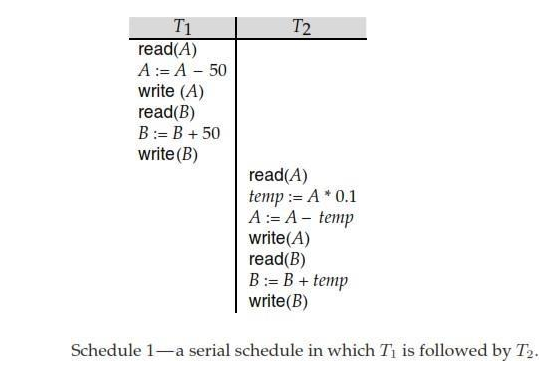 T1 T2
read(A)
A := A − 50
write (A)
read(B)
B := B + 50
write(B)
read(A)
temp := A * 0.1
A := A − temp
write(A)
read(B)
B := B + temp
write(B)
Schedule 1—a serial schedule in which T1 is followed by T2.